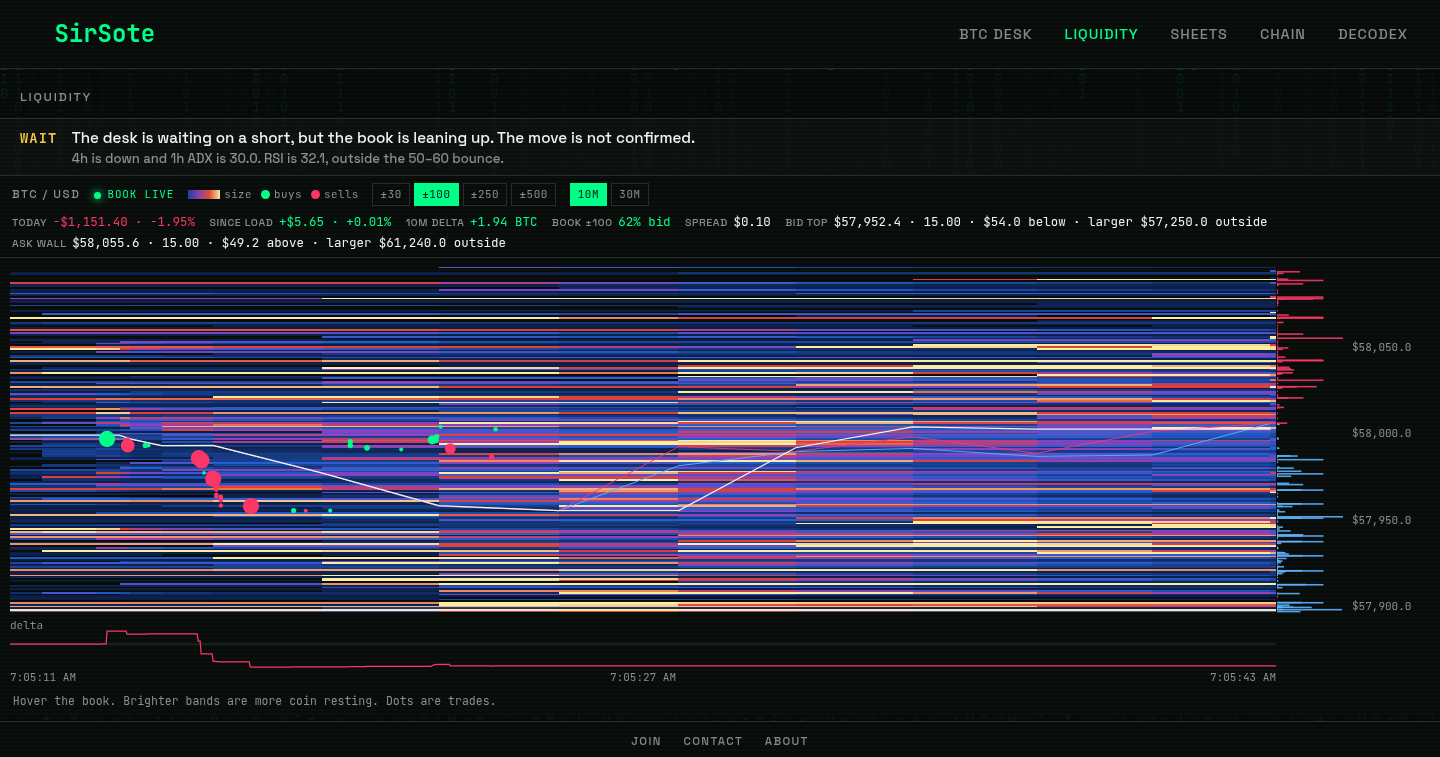 SirSote
BTC DESK LIQUIDITY SHEETS CHAIN DECODEX
LIQUIDITY
WAIT The desk is waiting on a short, but the book is leaning up. The move is not confirmed.
4h is down and 1h ADX is 30.0. RSI is 32.1, outside the 50–60 bounce.
BTC / USD BOOK LIVE size buys sells ±30 ±100 ±250 ±500 10M 30M
TODAY -$1,151.40 · -1.95% SINCE LOAD +$5.65 · +0.01% 10M DELTA +1.94 BTC BOOK ±100 62% bid SPREAD $0.10 BID TOP $57,952.4 · 15.00 · $54.0 below · larger $57,250.0 outside
ASK WALL $58,055.6 · 15.00 · $49.2 above · larger $61,240.0 outside
$58,050.0
$58,000.0
$57,950.0
$57,900.0
delta
7:05:11 AM 7:05:27 AM 7:05:43 AM
Hover the book. Brighter bands are more coin resting. Dots are trades.
JOIN CONTACT ABOUT